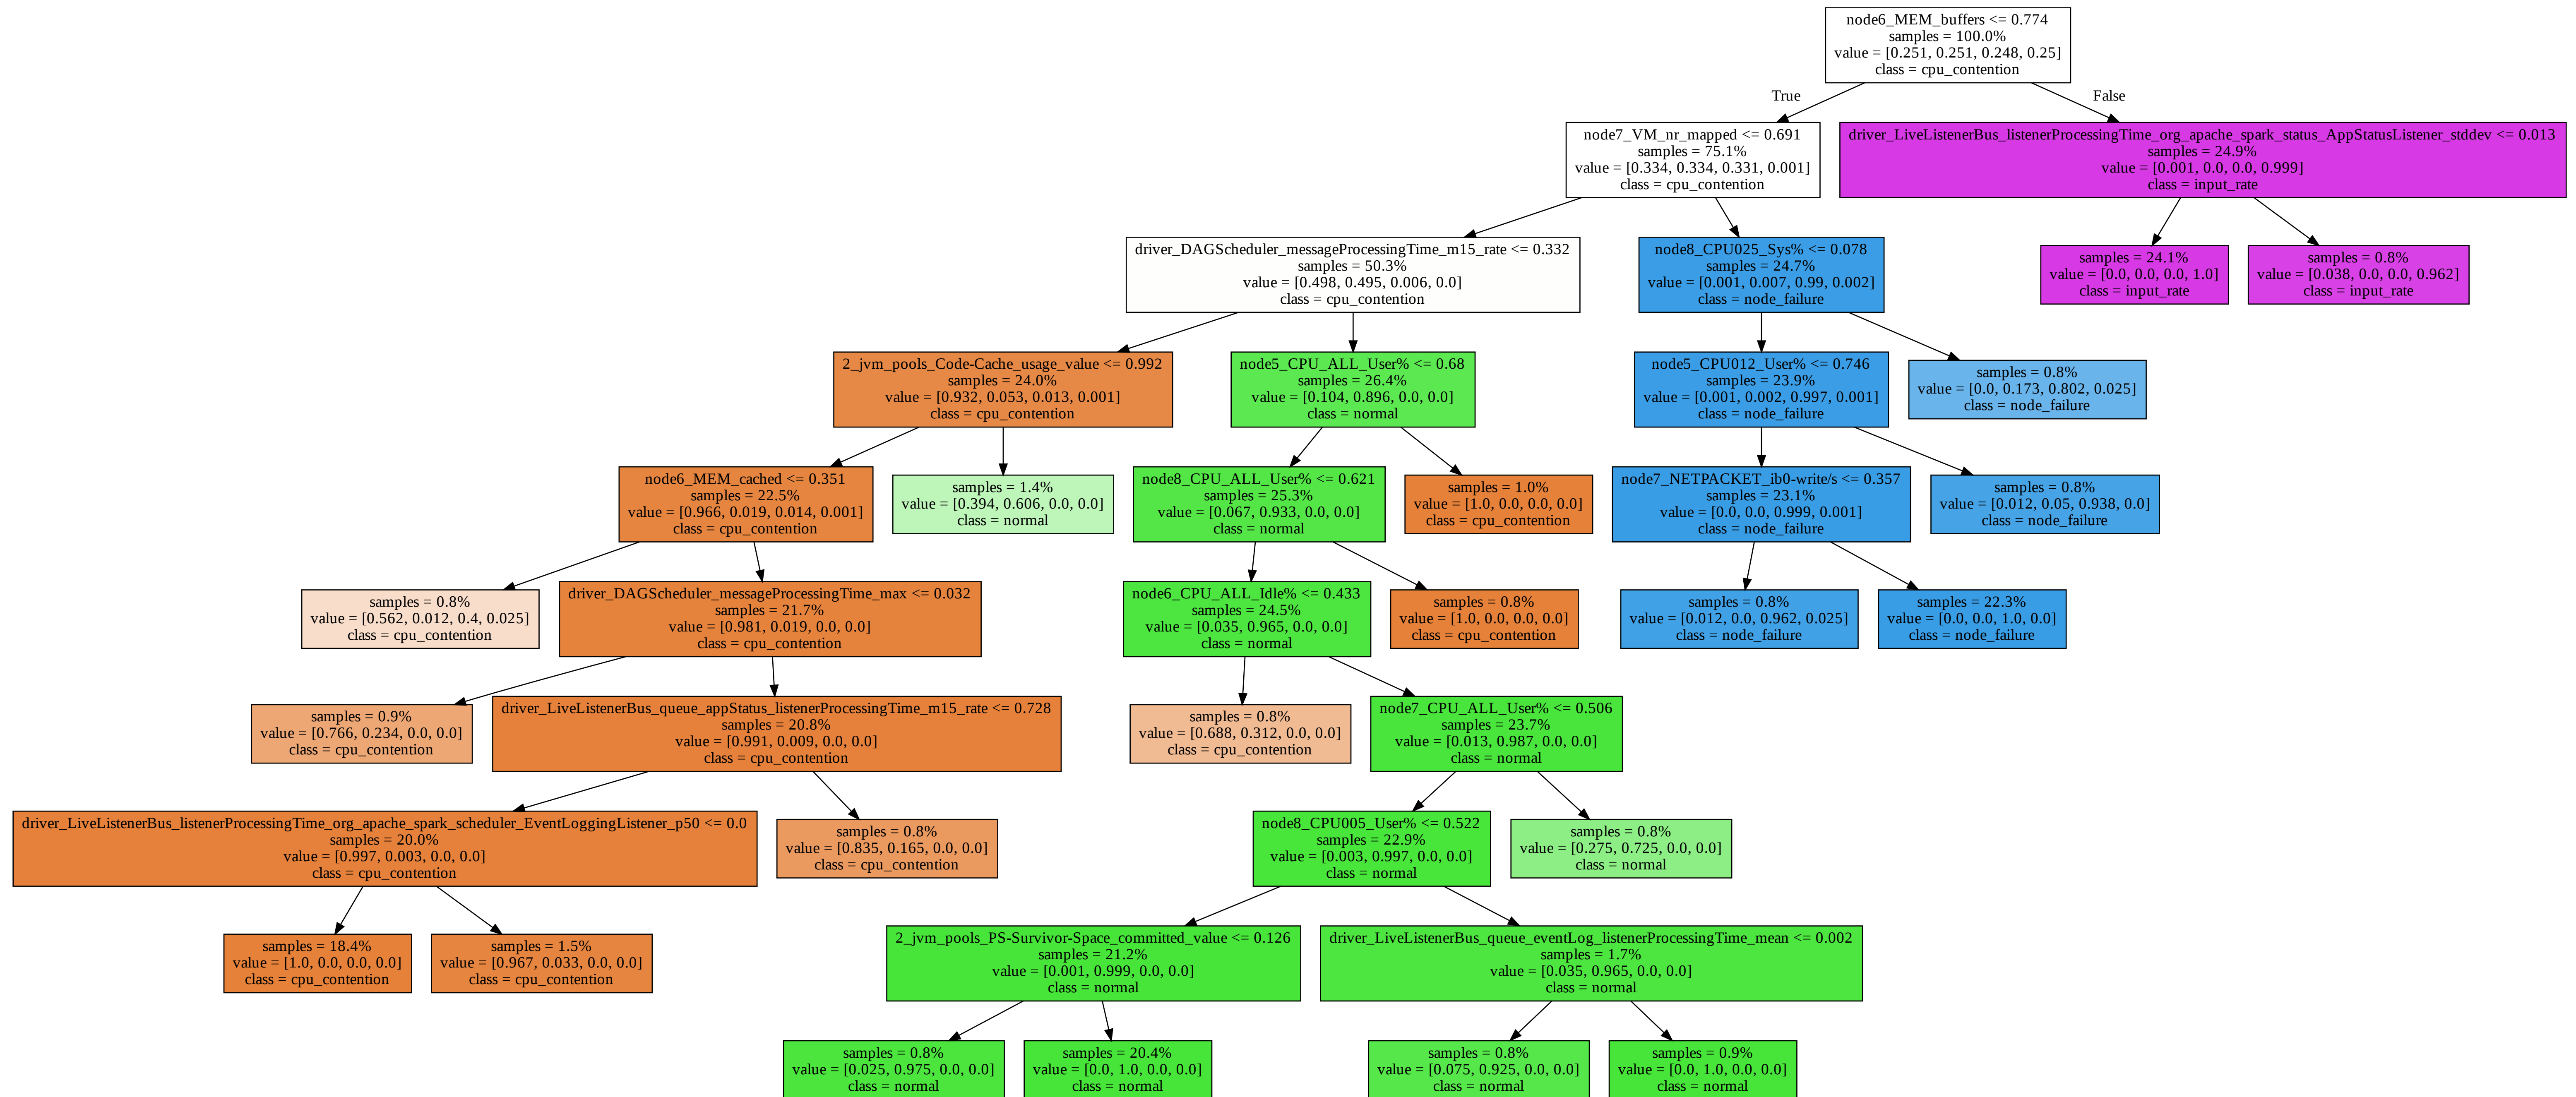 node6_MEM_buffers <= 0.774
samples = 100.0%
value = [0.251, 0.251, 0.248, 0.25]
class = cpu_contention
True
False
node7_VM_nr_mapped <= 0.691
samples = 75.1%
value = [0.334, 0.334, 0.331, 0.001]
class = cpu_contention
driver_LiveListenerBus_listenerProcessingTime_org_apache_spark_status_AppStatusListener_stddev <= 0.013
samples = 24.9%
value = [0.001, 0.0, 0.0, 0.999]
class = input_rate
driver_DAGScheduler_messageProcessingTime_m15_rate <= 0.332
samples = 50.3%
value = [0.498, 0.495, 0.006, 0.0]
class = cpu_contention
node8_CPU025_Sys% <= 0.078
samples = 24.7%
value = [0.001, 0.007, 0.99, 0.002]
class = node_failure
samples = 24.1%
value = [0.0, 0.0, 0.0, 1.0]
class = input_rate
samples = 0.8%
value = [0.038, 0.0, 0.0, 0.962]
class = input_rate
2_jvm_pools_Code-Cache_usage_value <= 0.992
samples = 24.0%
value = [0.932, 0.053, 0.013, 0.001]
class = cpu_contention
node5_CPU_ALL_User% <= 0.68
samples = 26.4%
value = [0.104, 0.896, 0.0, 0.0]
class = normal
node5_CPU012_User% <= 0.746
samples = 23.9%
value = [0.001, 0.002, 0.997, 0.001]
class = node_failure
samples = 0.8%
value = [0.0, 0.173, 0.802, 0.025]
class = node_failure
node6_MEM_cached <= 0.351
samples = 22.5%
value = [0.966, 0.019, 0.014, 0.001]
class = cpu_contention
samples = 1.4%
value = [0.394, 0.606, 0.0, 0.0]
class = normal
node8_CPU_ALL_User% <= 0.621
samples = 25.3%
value = [0.067, 0.933, 0.0, 0.0]
class = normal
samples = 1.0%
value = [1.0, 0.0, 0.0, 0.0]
class = cpu_contention
node7_NETPACKET_ib0-write/s <= 0.357
samples = 23.1%
value = [0.0, 0.0, 0.999, 0.001]
class = node_failure
samples = 0.8%
value = [0.012, 0.05, 0.938, 0.0]
class = node_failure
samples = 0.8%
value = [0.562, 0.012, 0.4, 0.025]
class = cpu_contention
driver_DAGScheduler_messageProcessingTime_max <= 0.032
samples = 21.7%
value = [0.981, 0.019, 0.0, 0.0]
class = cpu_contention
node6_CPU_ALL_Idle% <= 0.433
samples = 24.5%
value = [0.035, 0.965, 0.0, 0.0]
class = normal
samples = 0.8%
value = [1.0, 0.0, 0.0, 0.0]
class = cpu_contention
samples = 0.8%
value = [0.012, 0.0, 0.962, 0.025]
class = node_failure
samples = 22.3%
value = [0.0, 0.0, 1.0, 0.0]
class = node_failure
samples = 0.9%
value = [0.766, 0.234, 0.0, 0.0]
class = cpu_contention
driver_LiveListenerBus_queue_appStatus_listenerProcessingTime_m15_rate <= 0.728
samples = 20.8%
value = [0.991, 0.009, 0.0, 0.0]
class = cpu_contention
samples = 0.8%
value = [0.688, 0.312, 0.0, 0.0]
class = cpu_contention
node7_CPU_ALL_User% <= 0.506
samples = 23.7%
value = [0.013, 0.987, 0.0, 0.0]
class = normal
driver_LiveListenerBus_listenerProcessingTime_org_apache_spark_scheduler_EventLoggingListener_p50 <= 0.0
samples = 20.0%
value = [0.997, 0.003, 0.0, 0.0]
class = cpu_contention
samples = 0.8%
value = [0.835, 0.165, 0.0, 0.0]
class = cpu_contention
node8_CPU005_User% <= 0.522
samples = 22.9%
value = [0.003, 0.997, 0.0, 0.0]
class = normal
samples = 0.8%
value = [0.275, 0.725, 0.0, 0.0]
class = normal
samples = 18.4%
value = [1.0, 0.0, 0.0, 0.0]
class = cpu_contention
samples = 1.5%
value = [0.967, 0.033, 0.0, 0.0]
class = cpu_contention
2_jvm_pools_PS-Survivor-Space_committed_value <= 0.126
samples = 21.2%
value = [0.001, 0.999, 0.0, 0.0]
class = normal
driver_LiveListenerBus_queue_eventLog_listenerProcessingTime_mean <= 0.002
samples = 1.7%
value = [0.035, 0.965, 0.0, 0.0]
class = normal
samples = 0.8%
value = [0.025, 0.975, 0.0, 0.0]
class = normal
samples = 20.4%
value = [0.0, 1.0, 0.0, 0.0]
class = normal
samples = 0.8%
value = [0.075, 0.925, 0.0, 0.0]
class = normal
samples = 0.9%
value = [0.0, 1.0, 0.0, 0.0]
class = normal